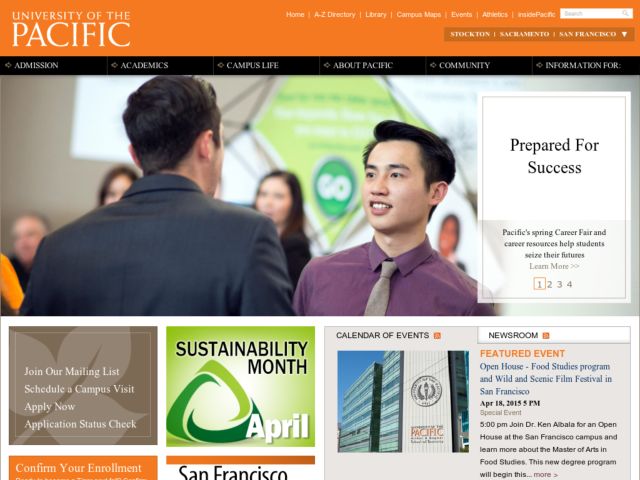 UNIVERSITY OF THE
PACIFIC
Home | A-Z Directory | Library | Campus Maps | Events | Athletics | insidePacific
Search
STOCKTON | SACRAMENTO | SAN FRANCISCO ▼
ADMISSION
ACADEMICS
CAMPUS LIFE
ABOUT PACIFIC
COMMUNITY
INFORMATION FOR:
GO
Prepared For
Success
Pacific's spring Career Fair and
career resources help students
seize their futures
Learn More >>
1 2 3 4
Join Our Mailing List
Schedule a Campus Visit
Apply Now
Application Status Check
SUSTAINABILITY
MONTH
April
CALENDAR OF EVENTS
NEWSROOM
UNIVERSITY OF THE
PACIFIC
FEATURED EVENT
Open House - Food Studies program
and Wild and Scenic Film Festival in
San Francisco
Apr 18, 2015 5 PM
Special Event
5:00 pm Join Dr. Ken Albala for an Open
House at the San Francisco campus and
learn more about the Master of Arts in
Food Studies. This new degree program
will begin this... more >
Confirm Your Enrollment
San Francisco